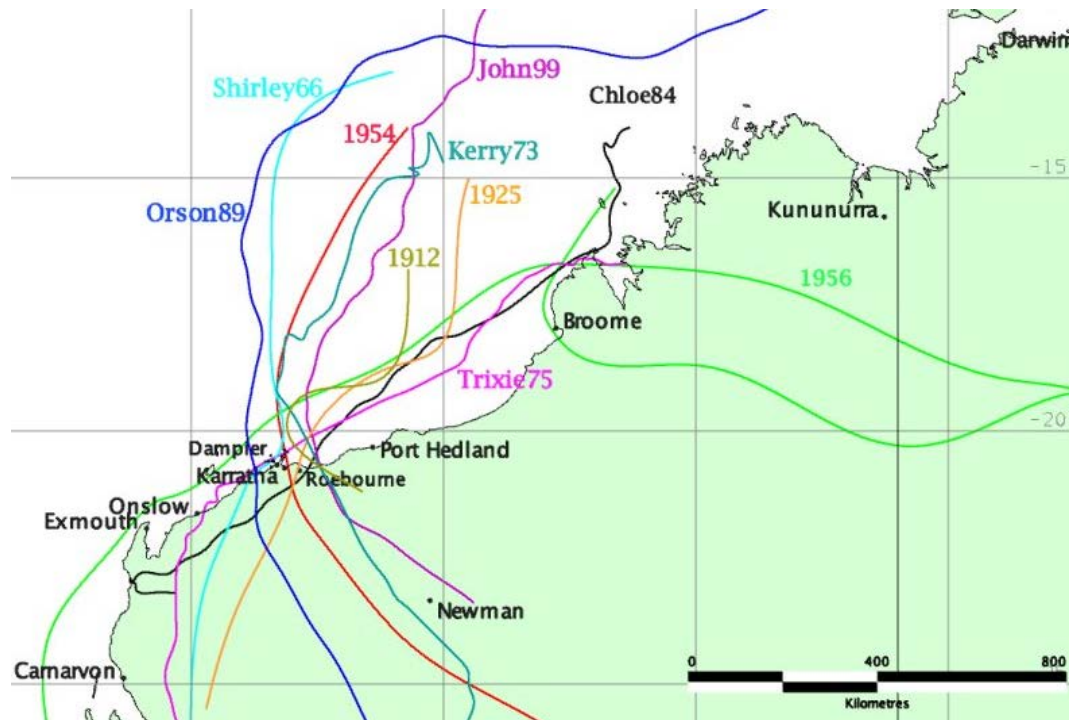 Darwin
John99
Shirley66
Chloe84
1954
Kerry73
-15
1925
Orson89
Kununurra
1912
1956
Broome
Trixie75
-20
Dampier
Port Hedland
Karratha
Roebourne
Onslow
Exmouth
Newman
Carnarvon
0 400 800
Kilometres